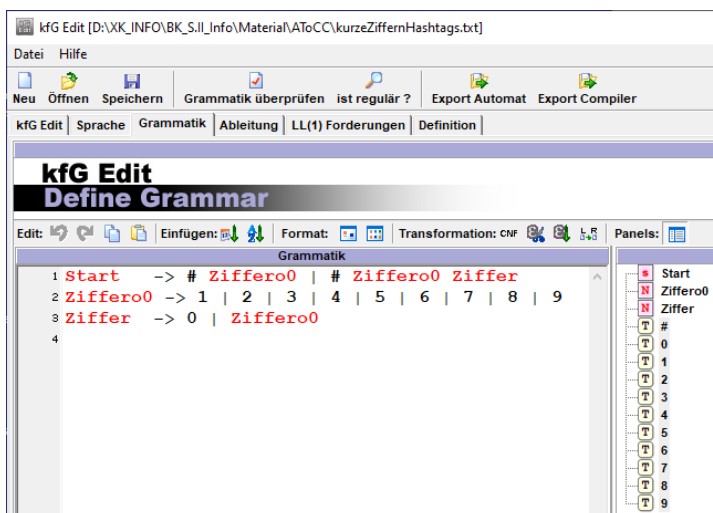 kfG Edit [D:\XK_INFO\BK_S.II_Info\Material\AToCC\kurzeZiffernHashtags.txt]
Datei Hilfe
Neu Öffnen Speichern Grammatik überprüfen ist regulär ? Export Automat Export Compiler
kfG Edit Sprache Grammatik Ableitung LL(1) Forderungen Definition
kfG Edit
Define Grammar
Edit: Einfügen: Format: Transformation: CNF Panels:
Grammatik
1 Start -> # Ziffero0 | # Ziffero0 Ziffer
2 Ziffero0 -> 1 | 2 | 3 | 4 | 5 | 6 | 7 | 8 | 9
3 Ziffer -> 0 | Ziffero0
4
s Start
N Ziffero0
N Ziffer
T #
T 0
T 1
T 2
T 3
T 4
T 5
T 6
T 7
T 8
T 9